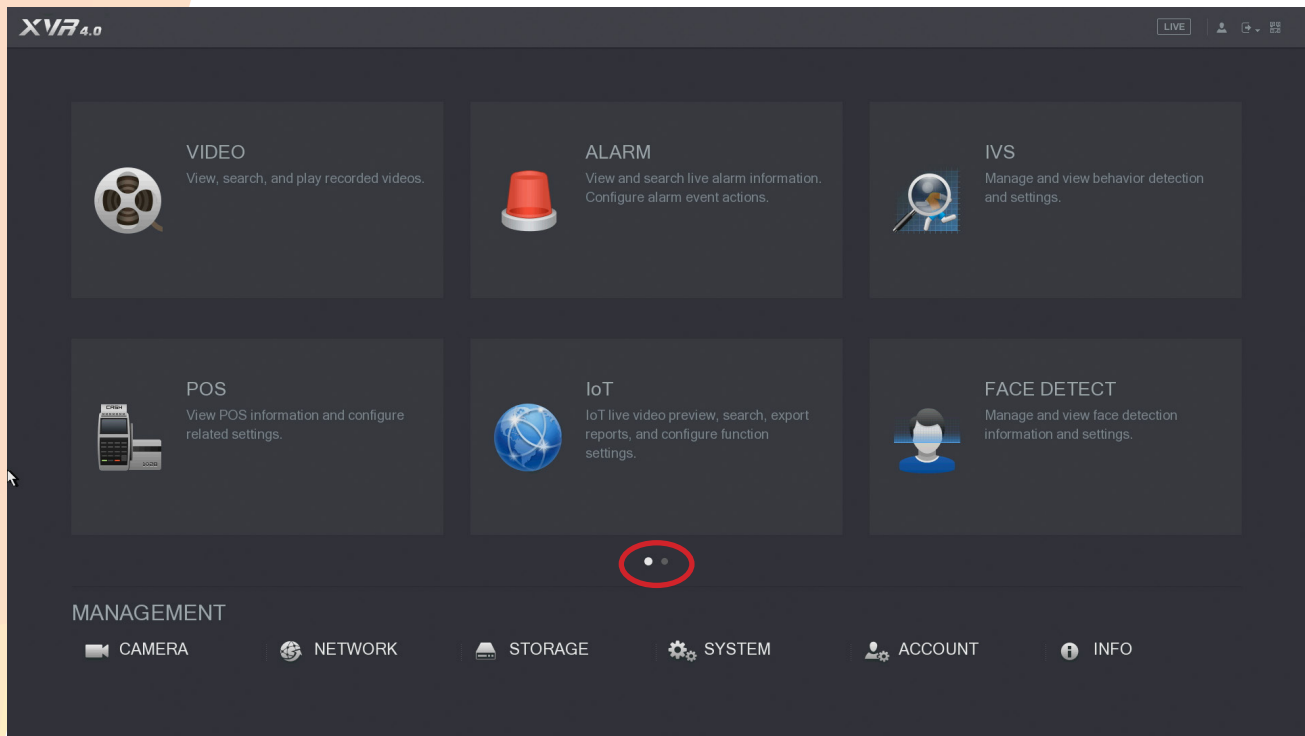 XVR 4.0
LIVE
VIDEO
View, search, and play recorded videos.
ALARM
View and search live alarm information.
Configure alarm event actions.
IVS
Manage and view behavior detection
and settings.
POS
View POS information and configure
related settings.
CASH
IoT
IoT live video preview, search, export
reports, and configure function
settings.
FACE DETECT
Manage and view face detection
information and settings.
MANAGEMENT
CAMERA
NETWORK
STORAGE
SYSTEM
ACCOUNT
INFO